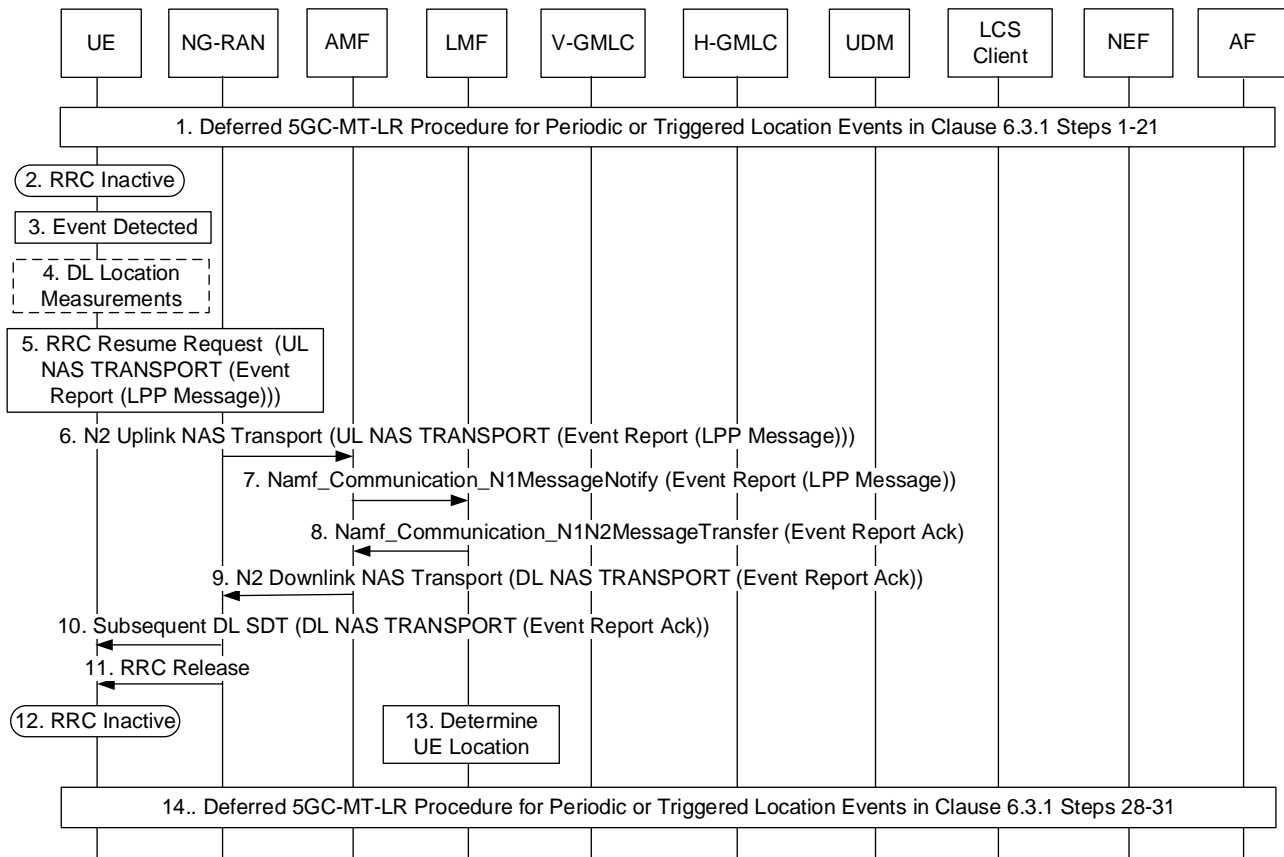 UE
NG-RAN
AMF
LMF
V-GMLC
H-GMLC
UDM
LCS
Client
NEF
AF
1. Deferred 5GC-MT-LR Procedure for Periodic or Triggered Location Events in Clause 6.3.1 Steps 1-21
2. RRC Inactive
3. Event Detected
4. DL Location
Measurements
5. RRC Resume Request  (UL
NAS TRANSPORT (Event
Report (LPP Message)))
6. N2 Uplink NAS Transport (UL NAS TRANSPORT (Event Report (LPP Message)))
7. Namf_Communication_N1MessageNotify (Event Report (LPP Message))
8. Namf_Communication_N1N2MessageTransfer (Event Report Ack)
9. N2 Downlink NAS Transport (DL NAS TRANSPORT (Event Report Ack))
10. Subsequent DL SDT (DL NAS TRANSPORT (Event Report Ack))
11. RRC Release
12. RRC Inactive
13. Determine
UE Location
14.. Deferred 5GC-MT-LR Procedure for Periodic or Triggered Location Events in Clause 6.3.1 Steps 28-31